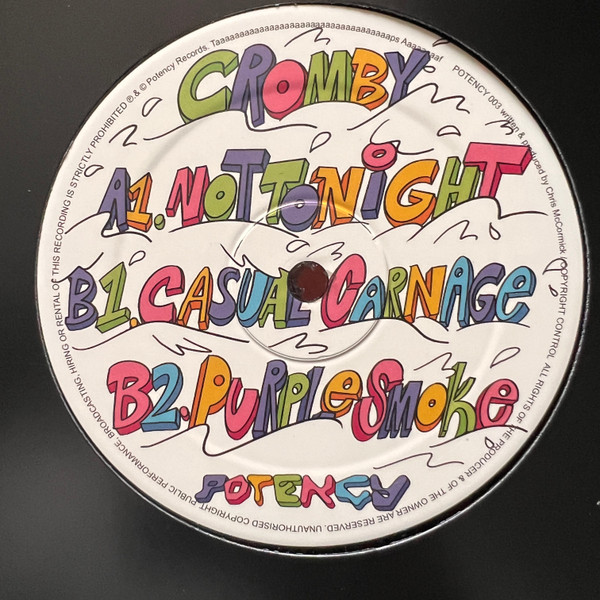 CROMBY
A1. NOT TONIGHT
B1. CASUAL CARNAGE
B2. PURPLE SMOKE
POTENCY
℗ & © Potency Records. Taaaaaaaaaaaaaaaaaaaaaaaaaaaaaaaaaaaps Aaaaaaaaf
POTENCY 003 written & produced by Chris McCormick COPYRIGHT CONTROL. ALL RIGHTS OF THE PRODUCER & OF THE OWNER ARE RESERVED. UNAUTHORISED COPYRIGHT PUBLIC PERFORMANCE, BROADCASTING, HIRING OR RENTAL OF THIS RECORDING IS STRICTLY PROHIBITED